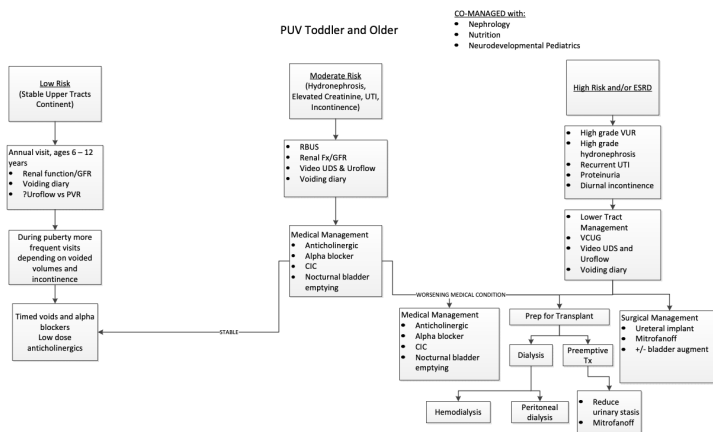 PUV Toddler and Older
CO-MANAGED with:
• Nephrology
• Nutrition
• Neurodevelopmental Pediatrics
Low Risk
(Stable Upper Tracts
Continent)
Annual visit, ages 6 – 12
years
• Renal function/GFR
• Voiding diary
• ?Uroflow vs PVR
During puberty more
frequent visits
depending on voided
volumes and
incontinence
Timed voids and alpha
blockers
Low dose
anticholinergics
Moderate Risk
(Hydronephrosis,
Elevated Creatinine, UTI,
Incontinence)
• RBUS
• Renal Fx/GFR
• Video UDS & Uroflow
• Voiding diary
Medical Management
• Anticholinergic
• Alpha blocker
• CIC
• Nocturnal bladder
emptying
STABLE
WORSENING MEDICAL CONDITION
High Risk and/or ESRD
• High grade VUR
• High grade
hydronephrosis
• Recurrent UTI
• Proteinuria
• Diurnal incontinence
• Lower Tract
Management
• VCUG
• Video UDS and
Uroflow
• Voiding diary
Medical Management
• Anticholinergic
• Alpha blocker
• CIC
• Nocturnal bladder
emptying
Prep for Transplant
Dialysis
Preemptive
Tx
Hemodialysis
Peritoneal
dialysis
• Reduce
urinary stasis
• Mitrofanoff
Surgical Management
• Ureteral implant
• Mitrofanoff
• +/- bladder augment